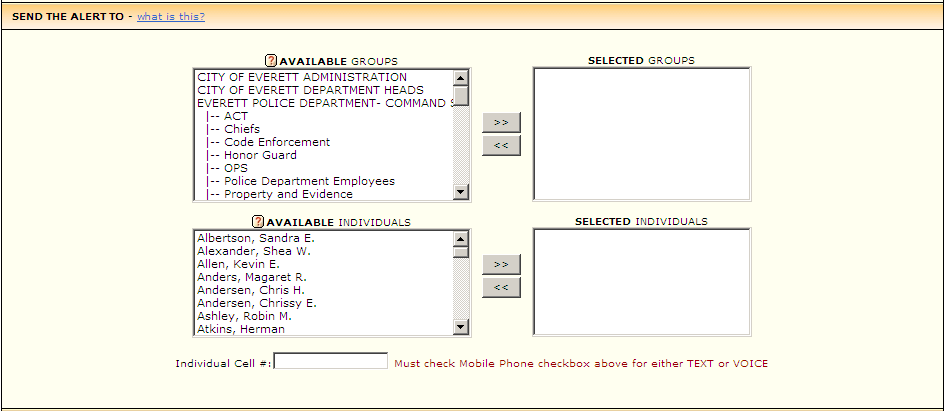 SEND THE ALERT TO - what is this?
? AVAILABLE GROUPS
SELECTED GROUPS
CITY OF EVERETT ADMINISTRATION
CITY OF EVERETT DEPARTMENT HEADS
EVERETT POLICE DEPARTMENT- COMMAND
|-- ACT
|-- Chiefs
|-- Code Enforcement
|-- Honor Guard
|-- OPS
|-- Police Department Employees
|-- Property and Evidence
>>
<<
? AVAILABLE INDIVIDUALS
SELECTED INDIVIDUALS
Albertson, Sandra E.
Alexander, Shea W.
Allen, Kevin E.
Anders, Magaret R.
Andersen, Chris H.
Andersen, Chrissy E.
Ashley, Robin M.
Atkins, Herman
>>
<<
Individual Cell #: Must check Mobile Phone checkbox above for either TEXT or VOICE